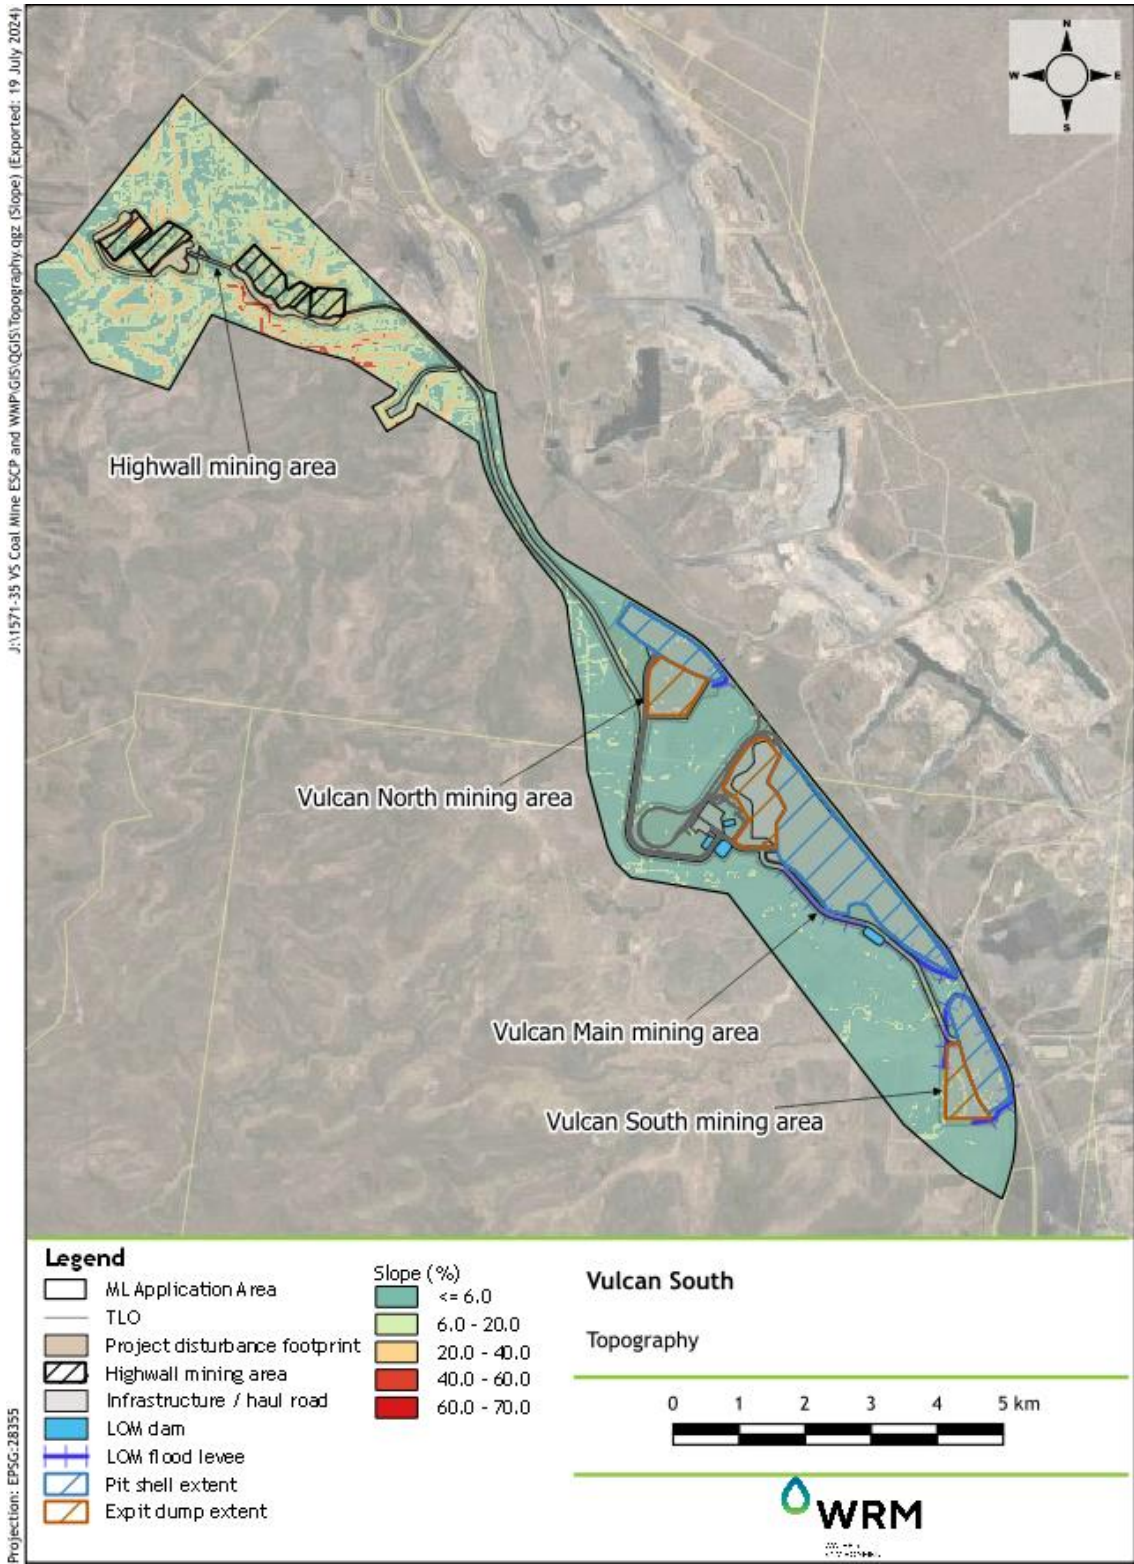 J:\1571-35 VS Coal Mine ESCP and WMP\GIS\QGIS\Topography.qgz (Slope) (Exported: 19 July 2024)
N
W
E
S
Highwall mining area
Vulcan North mining area
Vulcan Main mining area
Vulcan South mining area
Projection: EPSG:28355
Legend
ML Application Area
TLO
Project disturbance footprint
Highwall mining area
Infrastructure / haul road
LOM dam
LOM flood levee
Pit shell extent
Expit dump extent
Slope (%)
<= 6.0
6.0 - 20.0
20.0 - 40.0
40.0 - 60.0
60.0 - 70.0
Vulcan South
Topography
0 1 2 3 4 5 km
WRM